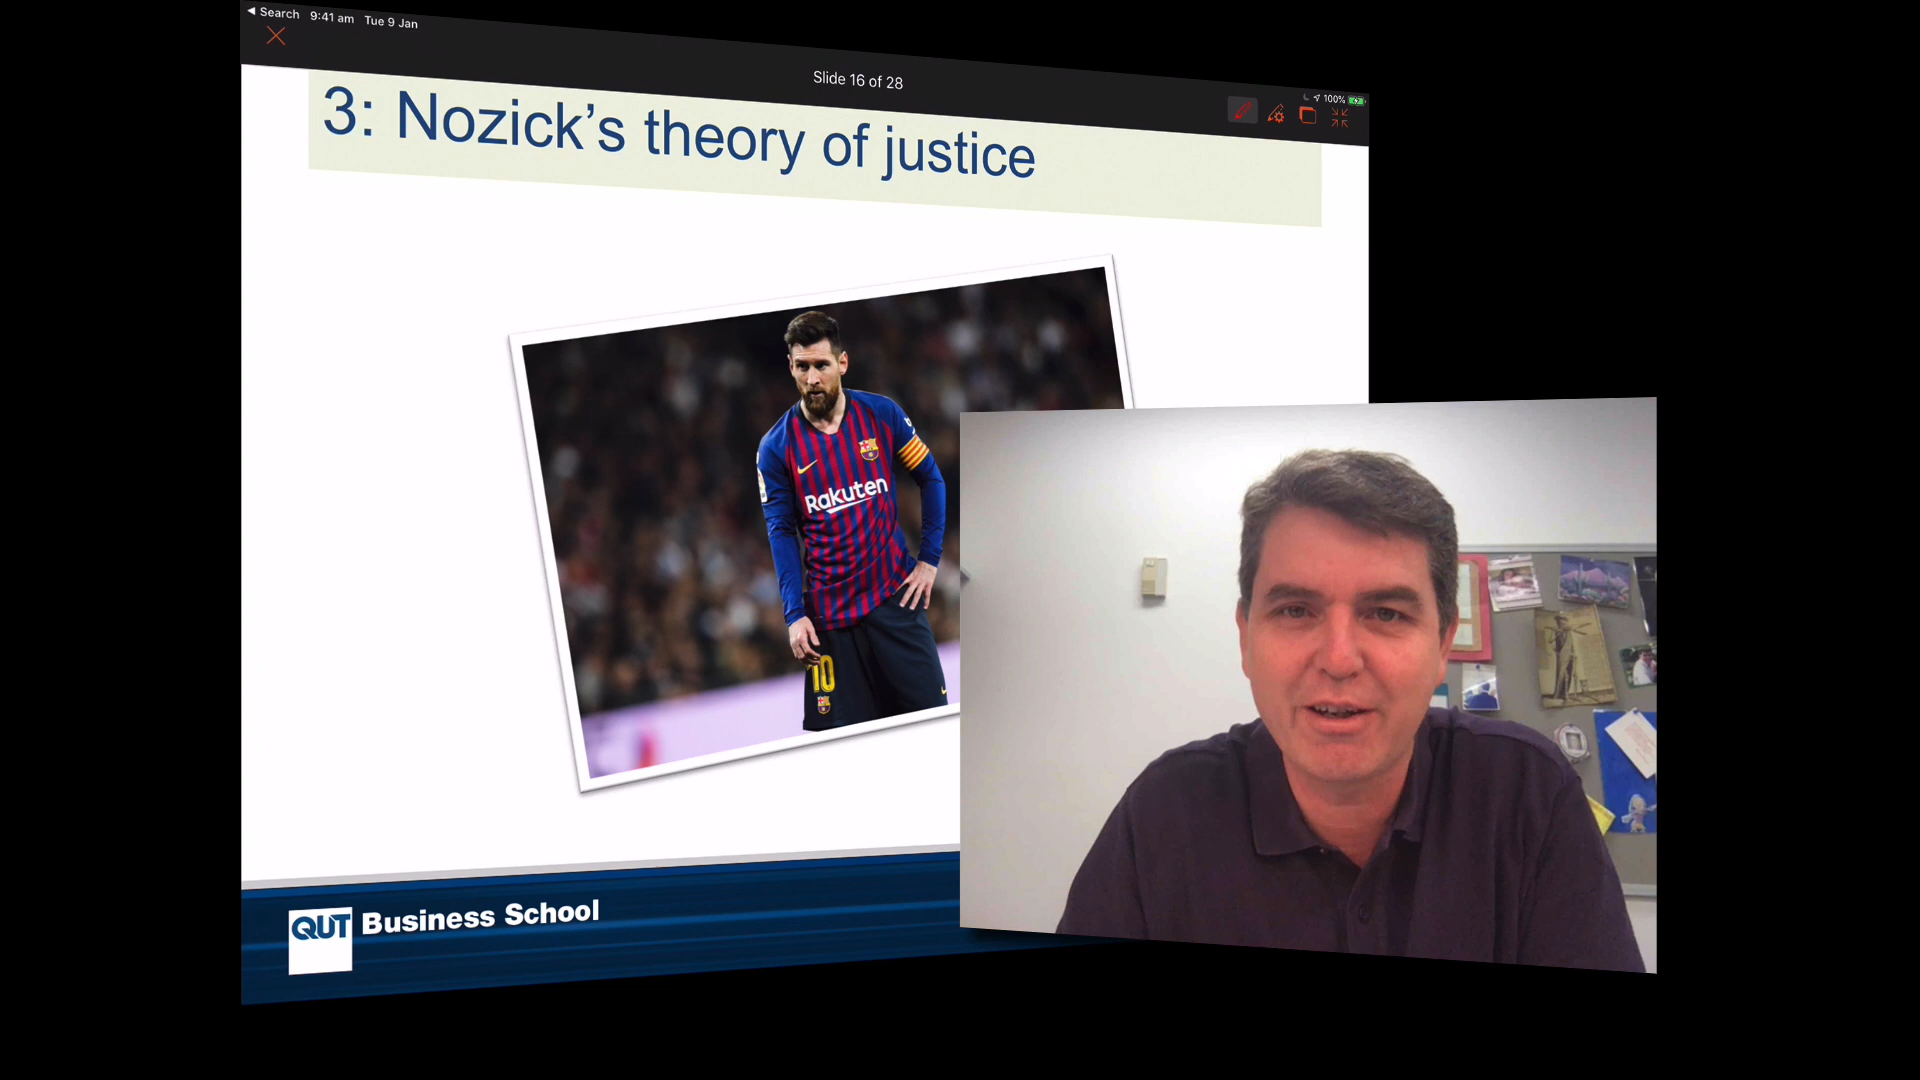 Search 9:41 am Tue 9 Jan
Slide 16 of 28
100%
3: Nozick’s theory of justice
Rakuten
10
QUT Business School